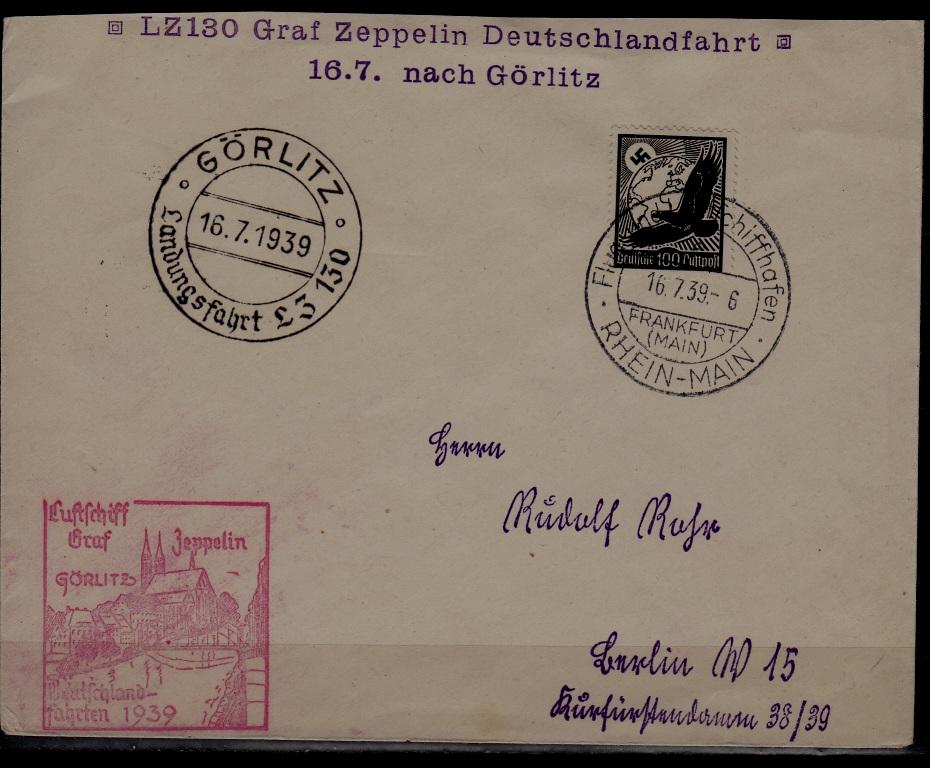 LZ130 Graf Zeppelin Deutschlandfahrt
16.7. nach Görlitz
GÖRLITZ
16.7.1939
Landungsfahrt LZ 130
Deutsche 100 Luftpost
Flug- schiffhafen
16.7.39.- 6
FRANKFURT
(MAIN)
RHEIN-MAIN
Herrn
Rudolf Rohr
Berlin W 15
Kurfürstendamm 38/39
Luftschiff
Graf Zeppelin
GÖRLITZ
Deutschland-
fahrten 1939